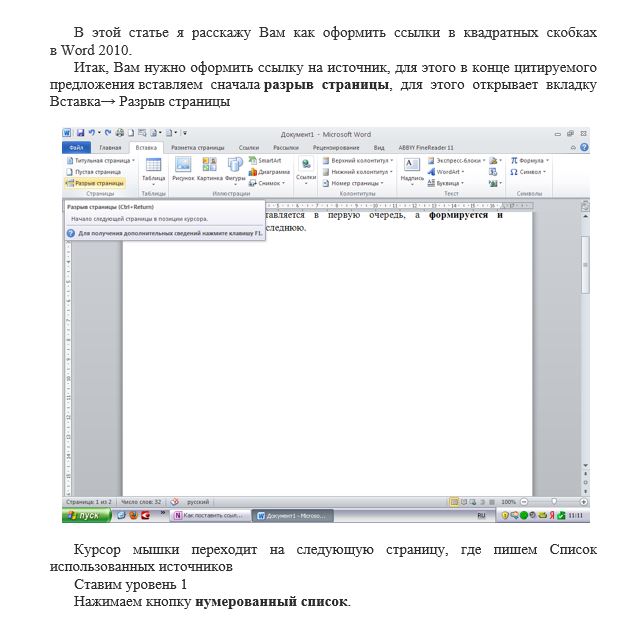 В этой статье я расскажу Вам как оформить ссылки в квадратных скобках
в Word 2010.
Итак, Вам нужно оформить ссылку на источник, для этого в конце цитируемого
предложения вставляем сначала разрыв страницы, для этого открывает вкладку
Вставка→ Разрыв страницы
Документ1 - Microsoft Word
Файл Главная Вставка Разметка страницы Ссылки Рассылки Рецензирование Вид ABBYY FineReader 11
Титульная страница
Пустая страница
Разрыв страницы
Страницы
Таблица
Таблицы
Рисунок Картинка Фигуры
SmartArt
Диаграмма
Снимок
Иллюстрации
Ссылки
Верхний колонтитул
Нижний колонтитул
Номер страницы
Колонтитулы
Надпись
Экспресс-блоки
WordArt
Буквица
Текст
Формула
Символ
Символы
Разрыв страницы (Ctrl+Return)
Начало следующей страницы в позиции курсора.
Для получения дополнительных сведений нажмите клавишу F1.
тавляется в первую очередь, а формируется и
следнюю.
Страница: 1 из 2 Число слов: 32 русский 100%
пуск Как поставить ссыл... Документ1 - Microso... RU 11:11
Курсор мышки переходит на следующую страницу, где пишем Список
использованных источников
Ставим уровень 1
Нажимаем кнопку нумерованный список.